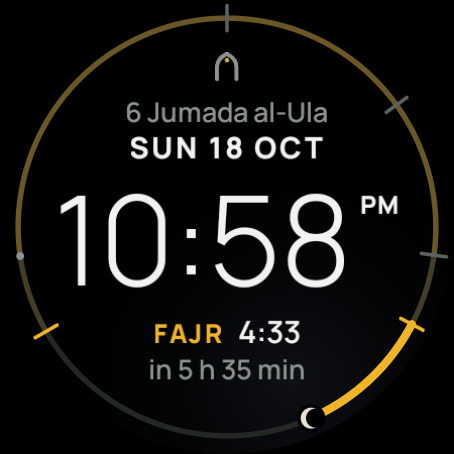 6 Jumada al-Ula
SUN 18 OCT
10:58 PM
FAJR 4:33
in 5 h 35 min